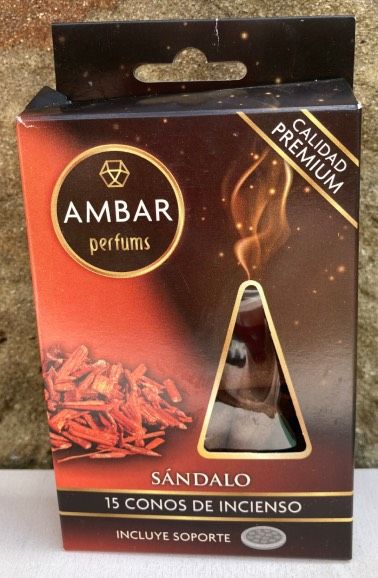 AMBAR
perfums
CALIDAD
PREMIUM
SÁNDALO
15 CONOS DE INCIENSO
INCLUYE SOPORTE